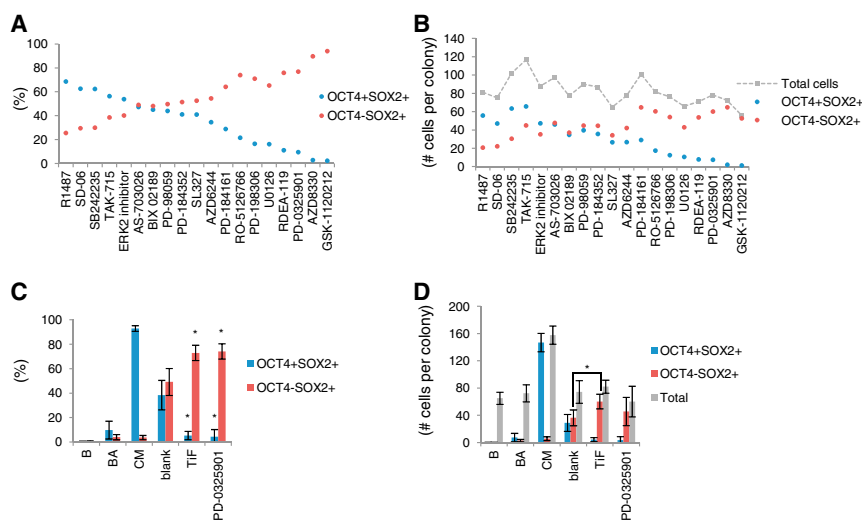 A
100
80
60
40
20
0
(%)
OCT4+SOX2+
OCT4-SOX2+
R1487
SD-06
SB242235
TAK-715
ERK2 inhibitor
AS-703026
BIX 02189
PD-98059
PD-184352
SL327
AZD6244
PD-184161
RO-5126766
PD-198306
U0126
RDEA-119
PD-0325901
AZD8330
GSK-1120212
B
140
120
100
80
60
40
20
0
(# cells per colony)
Total cells
OCT4+SOX2+
OCT4-SOX2+
R1487
SD-06
SB242235
TAK-715
ERK2 inhibitor
AS-703026
BIX 02189
PD-98059
PD-184352
SL327
AZD6244
PD-184161
RO-5126766
PD-198306
U0126
RDEA-119
PD-0325901
AZD8330
GSK-1120212
C
100
80
60
40
20
0
(%)
* *
* *
OCT4+SOX2+
OCT4-SOX2+
B
BA
CM
blank
TiF
PD-0325901
D
200
160
120
80
40
0
(# cells per colony)
*
OCT4+SOX2+
OCT4-SOX2+
Total
B
BA
CM
blank
TiF
PD-0325901